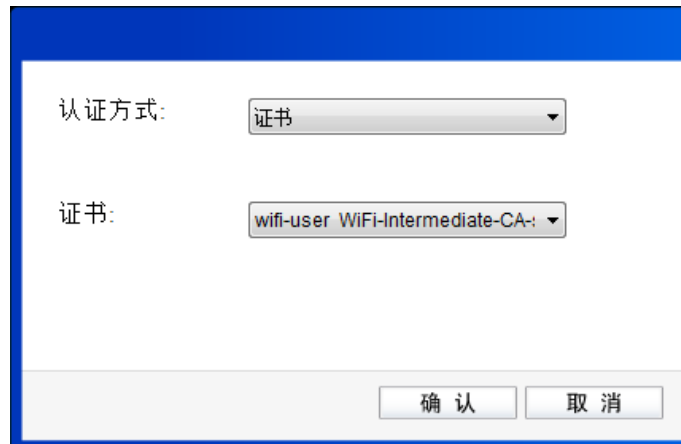 认证方式: 证书
证书: wifi-user WiFi-Intermediate-CA-
确 认 取 消